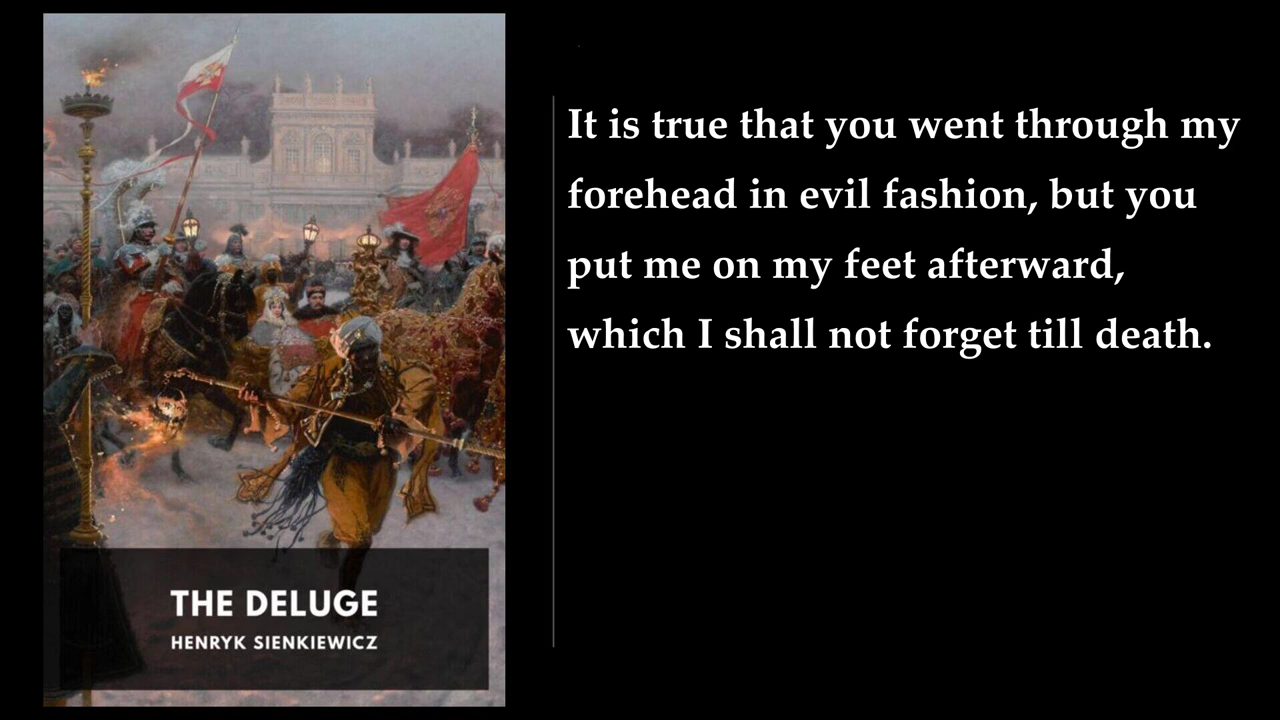 It is true that you went through my
forehead in evil fashion, but you
put me on my feet afterward,
which I shall not forget till death.
THE DELUGE
HENRYK SIENKIEWICZ